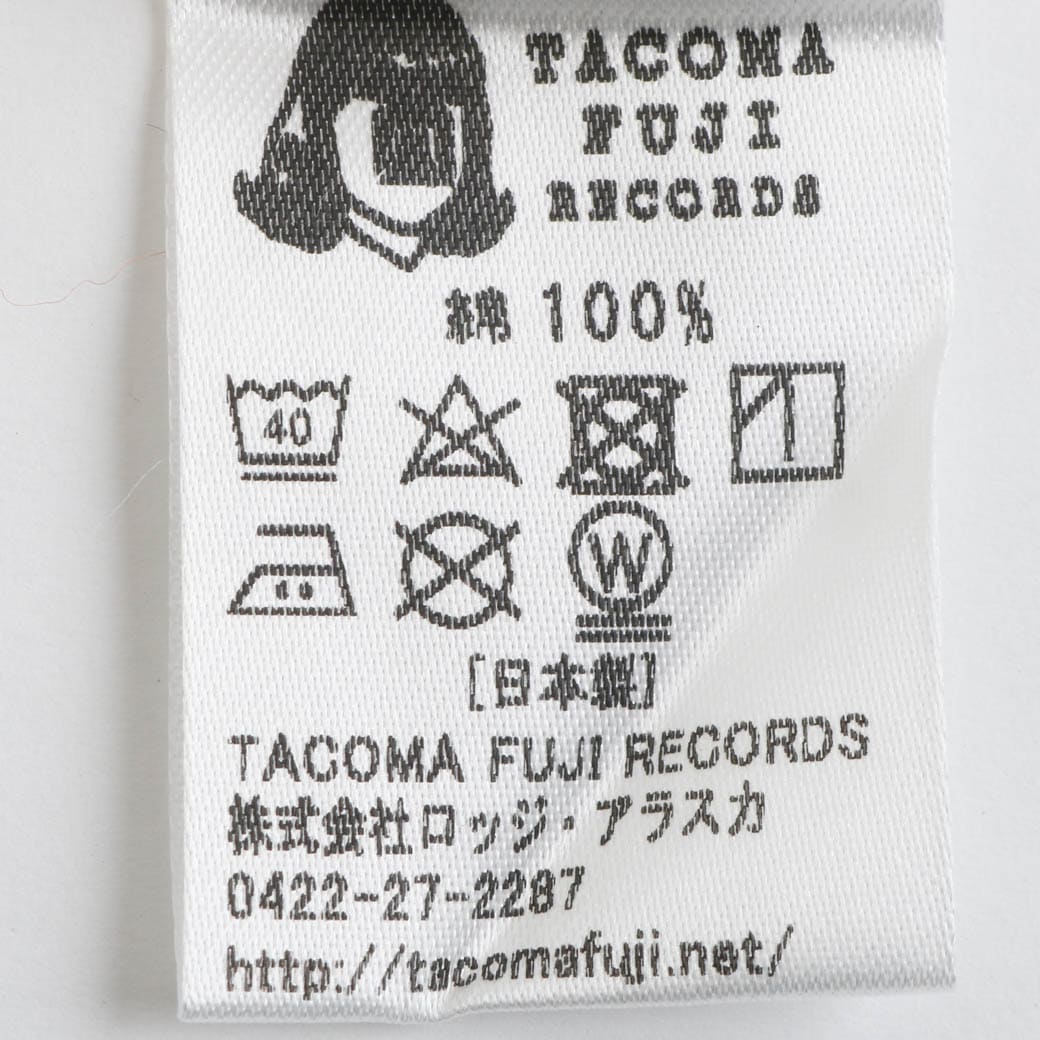 TACOMA
FUJI
RECORDS
綿 100%
40
W
[日本製]
TACOMA FUJI RECORDS
株式会社ロッジ・アラスカ
0422-27-2287
http://tacomafuji.net/